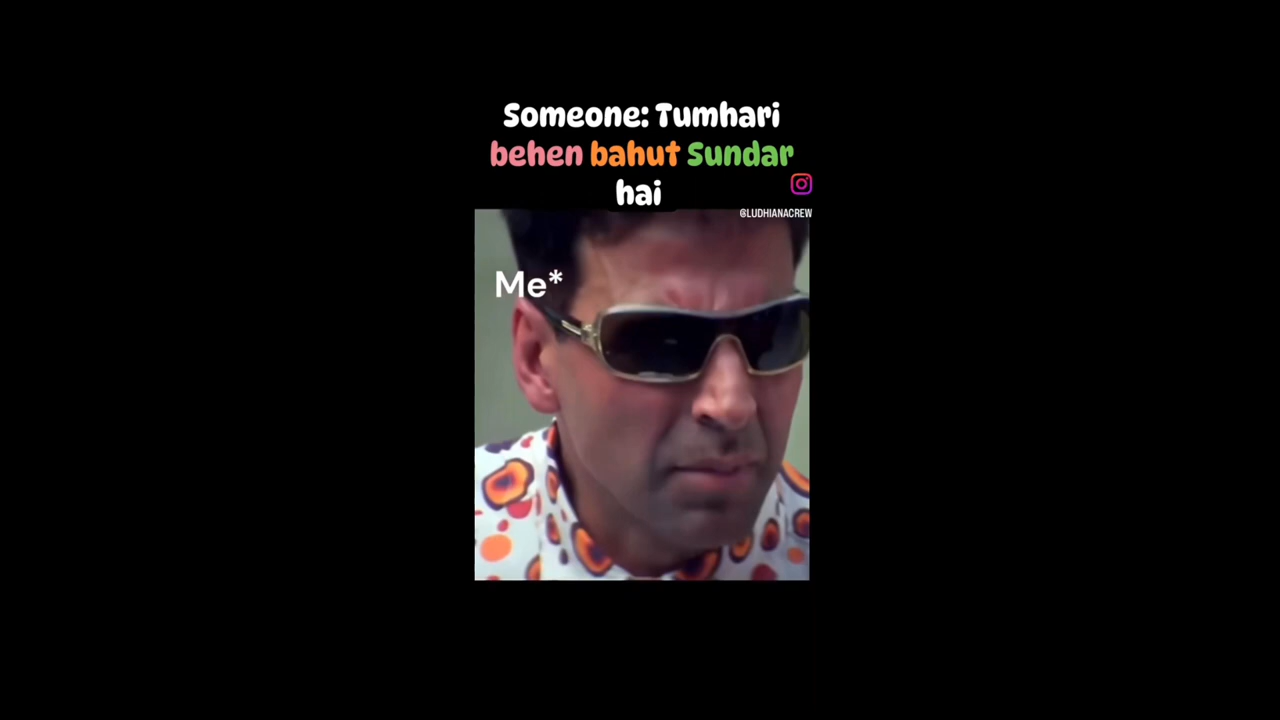 Someone: Tumhari
behen bahut Sundar
hai
@LUDHIANACREW
Me*